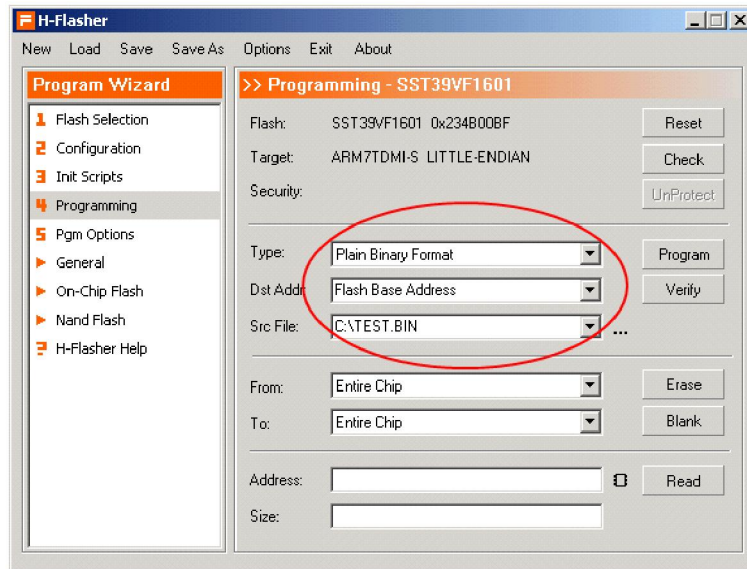 H-Flasher
New Load Save Save As Options Exit About
Program Wizard
1 Flash Selection
2 Configuration
3 Init Scripts
4 Programming
5 Pgm Options
General
On-Chip Flash
Nand Flash
? H-Flasher Help
>> Programming - SST39VF1601
Flash: SST39VF1601 0x234B00BF Reset
Target: ARM7TDMI-S LITTLE-ENDIAN Check
Security: UnProtect
Type: Plain Binary Format Program
Dst Addr: Flash Base Address Verify
Src File: C:\TEST.BIN ...
From: Entire Chip Erase
To: Entire Chip Blank
Address: Read
Size: